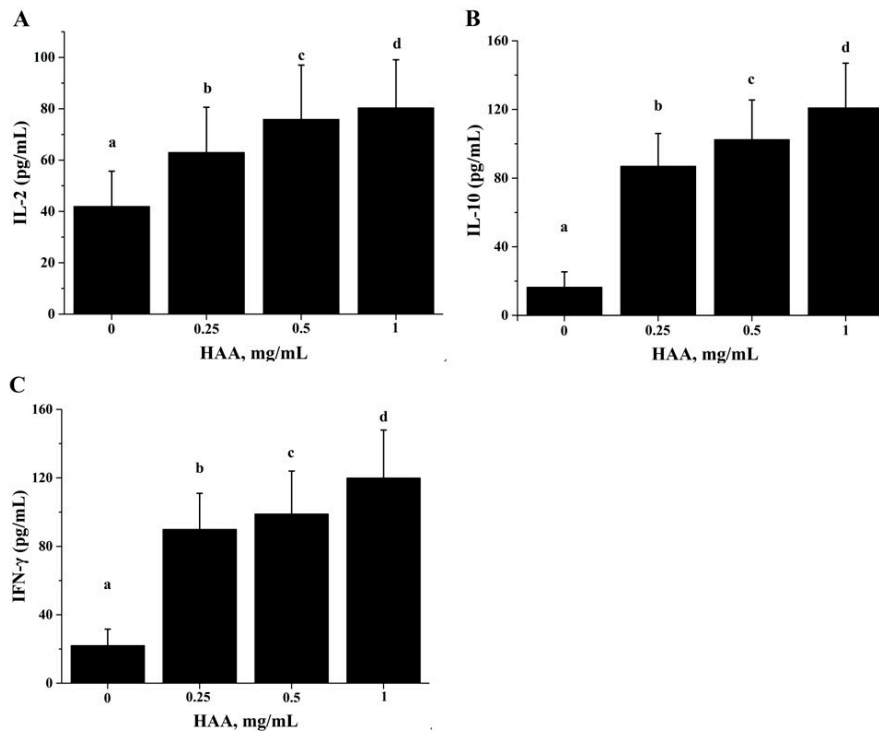 A
IL-2 (pg/mL)
100
80
60
40
20
0
a
b
c
d
0 0.25 0.5 1
HAA, mg/mL
B
IL-10 (pg/mL)
160
120
80
40
0
a
b
c
d
0 0.25 0.5 1
HAA, mg/mL
C
IFN-γ (pg/mL)
160
120
80
40
0
a
b
c
d
0 0.25 0.5 1
HAA, mg/mL